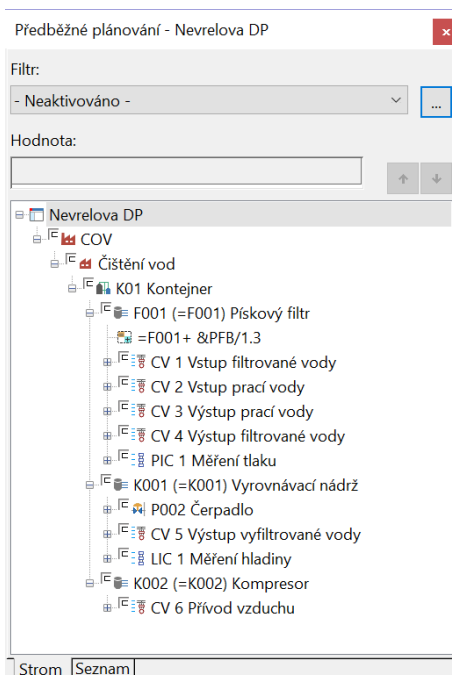 Předběžné plánování - Nevrelova DP
Filtr:
- Neaktivováno -
...
Hodnota:
Nevrelova DP
COV
Čištění vod
K01 Kontejner
F001 (=F001) Pískový filtr
=F001+ &PFB/1.3
CV 1 Vstup filtrované vody
CV 2 Vstup prací vody
CV 3 Výstup prací vody
CV 4 Výstup filtrované vody
PIC 1 Měření tlaku
K001 (=K001) Vyrovnávací nádrž
P002 Čerpadlo
CV 5 Výstup vyfiltrované vody
LIC 1 Měření hladiny
K002 (=K002) Kompresor
CV 6 Přívod vzduchu
Strom Seznam